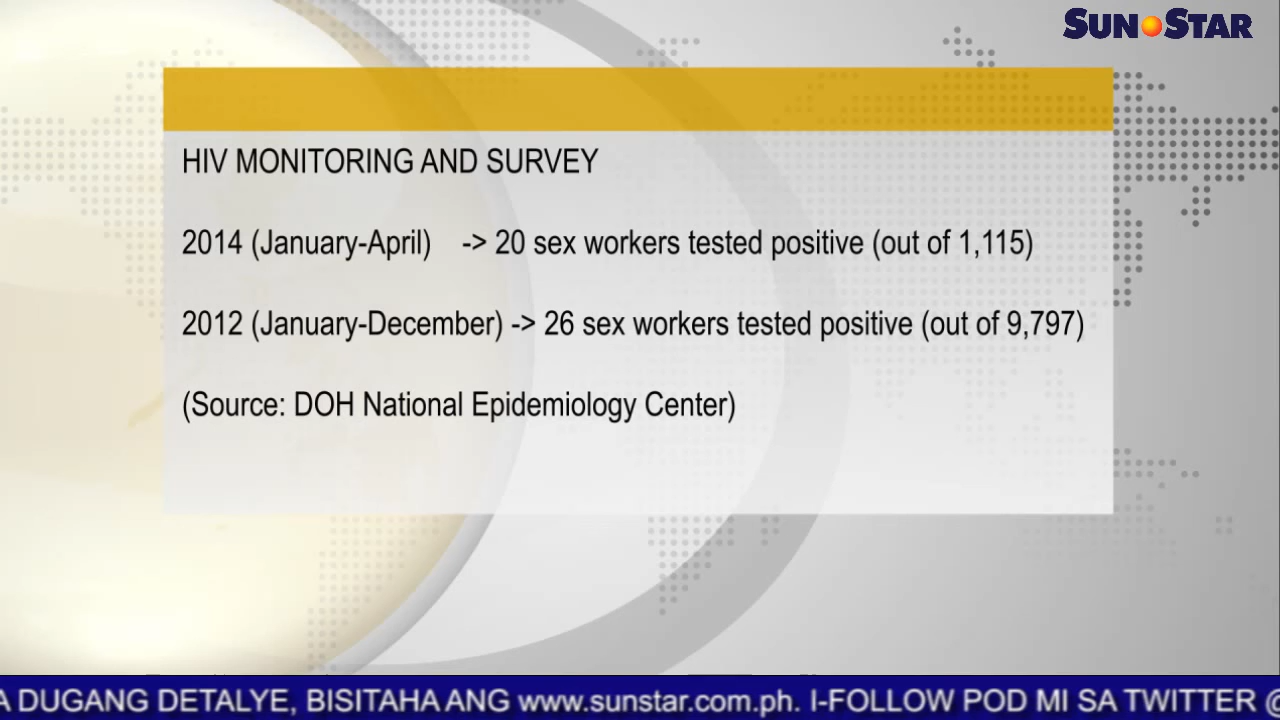 SUN STAR
HIV MONITORING AND SURVEY
2014 (January-April) -> 20 sex workers tested positive (out of 1,115)
2012 (January-December) -> 26 sex workers tested positive (out of 9,797)
(Source: DOH National Epidemiology Center)
A DUGANG DETALYE, BISITAHA ANG www.sunstar.com.ph. I-FOLLOW POD MI SA TWITTER @